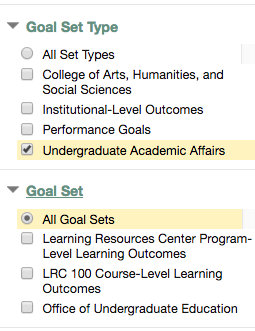 Goal Set Type
All Set Types
College of Arts, Humanities, and
Social Sciences
Institutional-Level Outcomes
Performance Goals
Undergraduate Academic Affairs
Goal Set
All Goal Sets
Learning Resources Center Program-
Level Learning Outcomes
LRC 100 Course-Level Learning
Outcomes
Office of Undergraduate Education